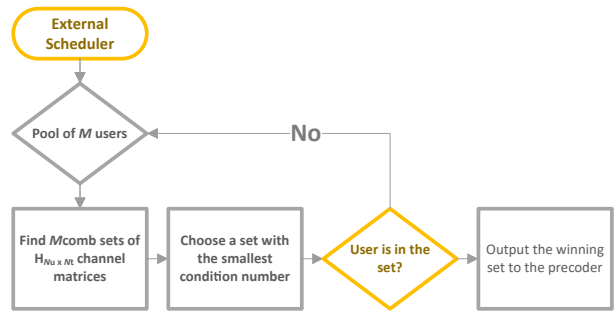 External
Scheduler
Pool of M users
No
Find Mcomb sets of
H Nu x Nt channel
matrices
Choose a set with
the smallest
condition number
User is in the
set?
Output the winning
set to the precoder